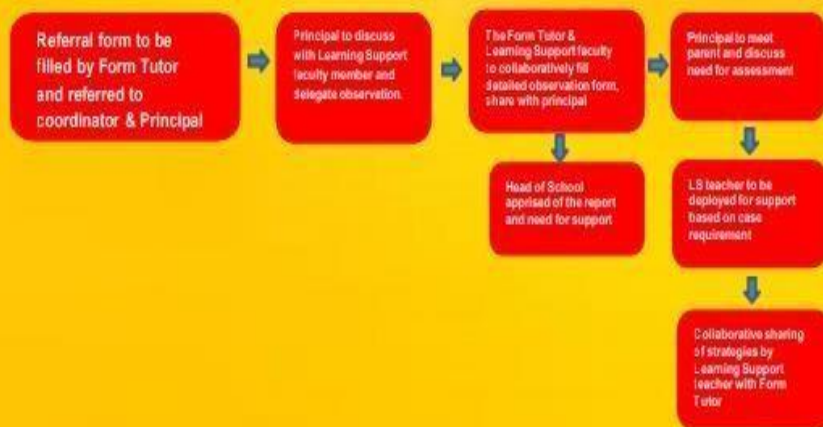 Referral form to be
filled by Form Tutor
and referred to
coordinator & Principal
Principal to discuss
with Learning Support
faculty member and
delegate observation.
The Form Tutor &
Learning Support faculty
to collaboratively fill
detailed observation form,
share with principal
Principal to meet
parent and discuss
need for assessment
Head of School
apprised of the report
and need for support
LS teacher to be
deployed for support
based on case
requirement
Collaborative sharing
of strategies by
Learning Support
teacher with Form
Tutor